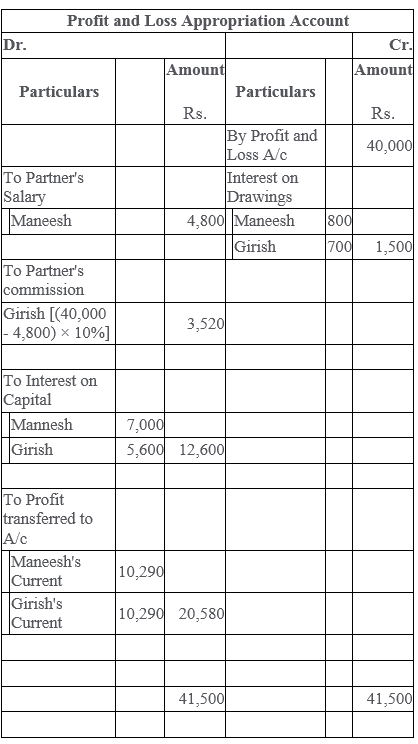 Profit and Loss Appropriation Account
Dr. Cr.
Amount Amount
Particulars Particulars
Rs. Rs.
By Profit and
Loss A/c 40,000
To Partner's Interest on
Salary Drawings
Maneesh 4,800 Maneesh 800
Girish 700 1,500
To Partner's
commission
Girish [(40,000
- 4,800) × 10%] 3,520
To Interest on
Capital
Mannesh 7,000
Girish 5,600 12,600
To Profit
transferred to
A/c
Maneesh's
Current 10,290
Girish's
Current 10,290 20,580
41,500 41,500